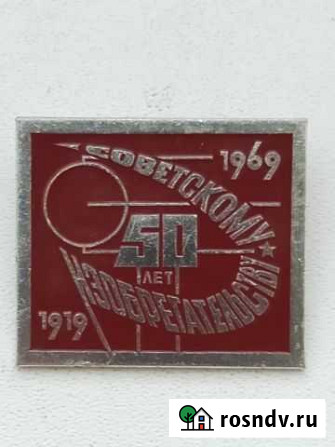 СОВЕТСКОМУ
ИЗОБРЕТАТЕЛЬСТВУ
50
ЛЕТ
1969
1919
rosndv.ru